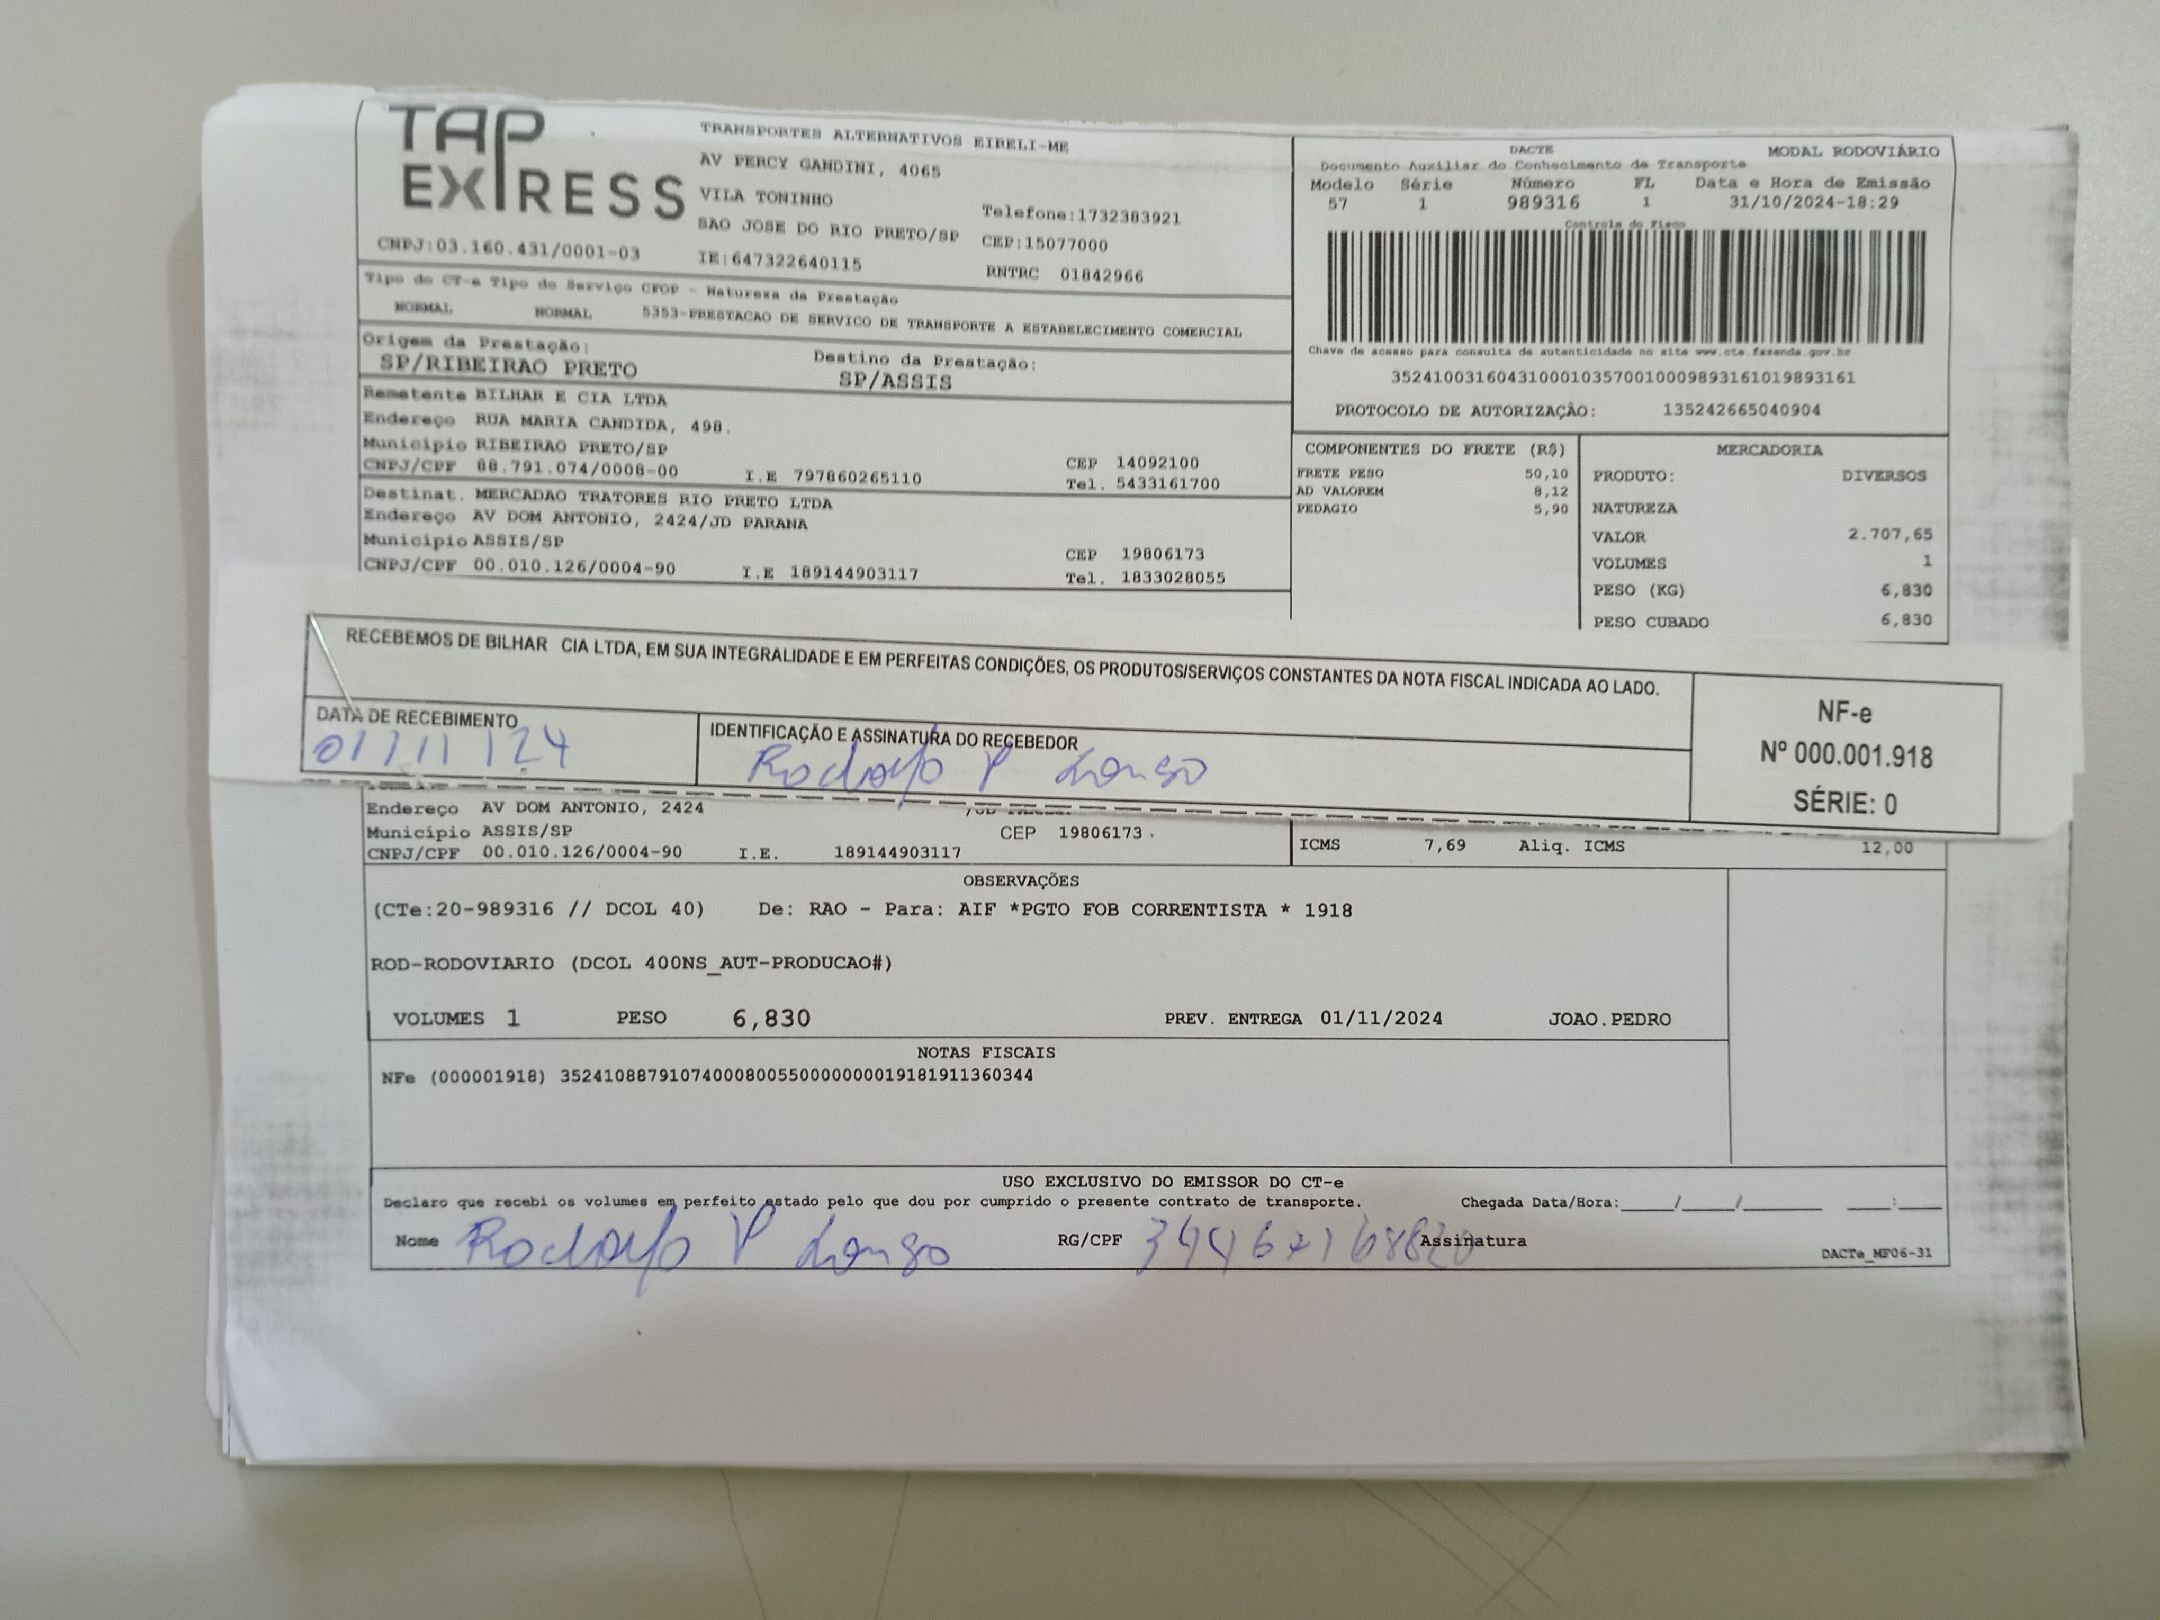 TAP EXPRESS
TRANSPORTES ALTERNATIVOS EIRELI-ME
AV PERCY GANDINI, 4065
VILA TONINHO
Telefone:1732383921
SAO JOSE DO RIO PRETO/SP CEP:15077000
CNPJ:03.160.431/0001-03 IE:647322640115 RNTRC 01842966
Tipo do CT-e Tipo do Serviço CFOP - Natureza da Prestação
NORMAL NORMAL 5353-PRESTACAO DE SERVICO DE TRANSPORTE A ESTABELECIMENTO COMERCIAL
Origem da Prestação: Destino da Prestação:
SP/RIBEIRAO PRETO SP/ASSIS
Remetente BILHAR E CIA LTDA
Endereço RUA MARIA CANDIDA, 498.
Município RIBEIRAO PRETO/SP CEP 14092100
CNPJ/CPF 88.791.074/0008-00 I.E 797860265110 Tel. 5433161700
Destinat. MERCADAO TRATORES RIO PRETO LTDA
Endereço AV DOM ANTONIO, 2424/JD PARANA
Município ASSIS/SP CEP 19806173
CNPJ/CPF 00.010.126/0004-90 I.E 189144903117 Tel. 1833028055
DACTE MODAL RODOVIÁRIO
Documento Auxiliar do Conhecimento de Transporte
Modelo Série Número FL Data e Hora de Emissão
57 1 989316 1 31/10/2024-18:29
Controle do Fisco
Chave de acesso para consulta de autenticidade no site www.cte.fazenda.gov.br
35241003160431000103570010009893161019893161
PROTOCOLO DE AUTORIZAÇÃO: 135242665040904
COMPONENTES DO FRETE (R$)
FRETE PESO 50,10
AD VALOREM 8,12
PEDAGIO 5,90
MERCADORIA
PRODUTO: DIVERSOS
NATUREZA
VALOR 2.707,65
VOLUMES 1
PESO (KG) 6,830
PESO CUBADO 6,830
RECEBEMOS DE BILHAR CIA LTDA, EM SUA INTEGRALIDADE E EM PERFEITAS CONDIÇÕES, OS PRODUTOS/SERVIÇOS CONSTANTES DA NOTA FISCAL INDICADA AO LADO.
DATA DE RECEBIMENTO
01/11/24
IDENTIFICAÇÃO E ASSINATURA DO RECEBEDOR
Rodolfo P Longo
NF-e
Nº 000.001.918
SÉRIE: 0
Endereço AV DOM ANTONIO, 2424
Município ASSIS/SP CEP 19806173.
CNPJ/CPF 00.010.126/0004-90 I.E. 189144903117
ICMS 7,69 Aliq. ICMS 12,00
OBSERVAÇÕES
(CTe:20-989316 // DCOL 40) De: RAO - Para: AIF *PGTO FOB CORRENTISTA * 1918
ROD-RODOVIARIO (DCOL 400NS_AUT-PRODUCAO#)
VOLUMES 1 PESO 6,830 PREV. ENTREGA 01/11/2024 JOAO.PEDRO
NOTAS FISCAIS
NFe (000001918) 35241088791074000800550000000019181911360344
USO EXCLUSIVO DO EMISSOR DO CT-e
Declaro que recebi os volumes em perfeito estado pelo que dou por cumprido o presente contrato de transporte. Chegada Data/Hora:_____/_____/_______ ____:____
Nome Rodolfo P Longo RG/CPF Assinatura
DACTe_MF06-31